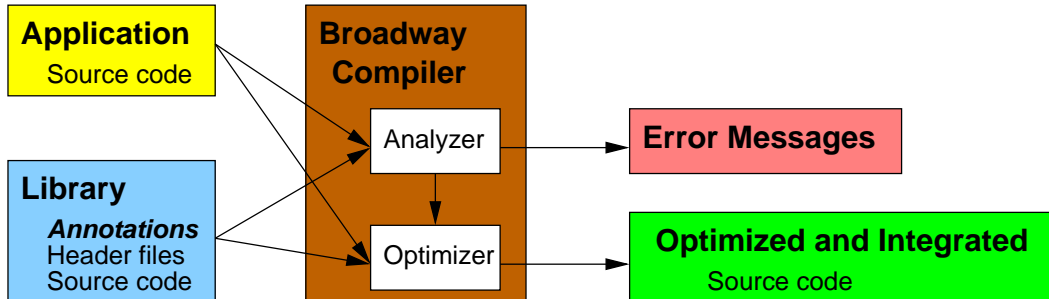 Application
Source code
Library
Annotations
Header files
Source code
Broadway
Compiler
Analyzer
Optimizer
Error Messages
Optimized and Integrated
Source code